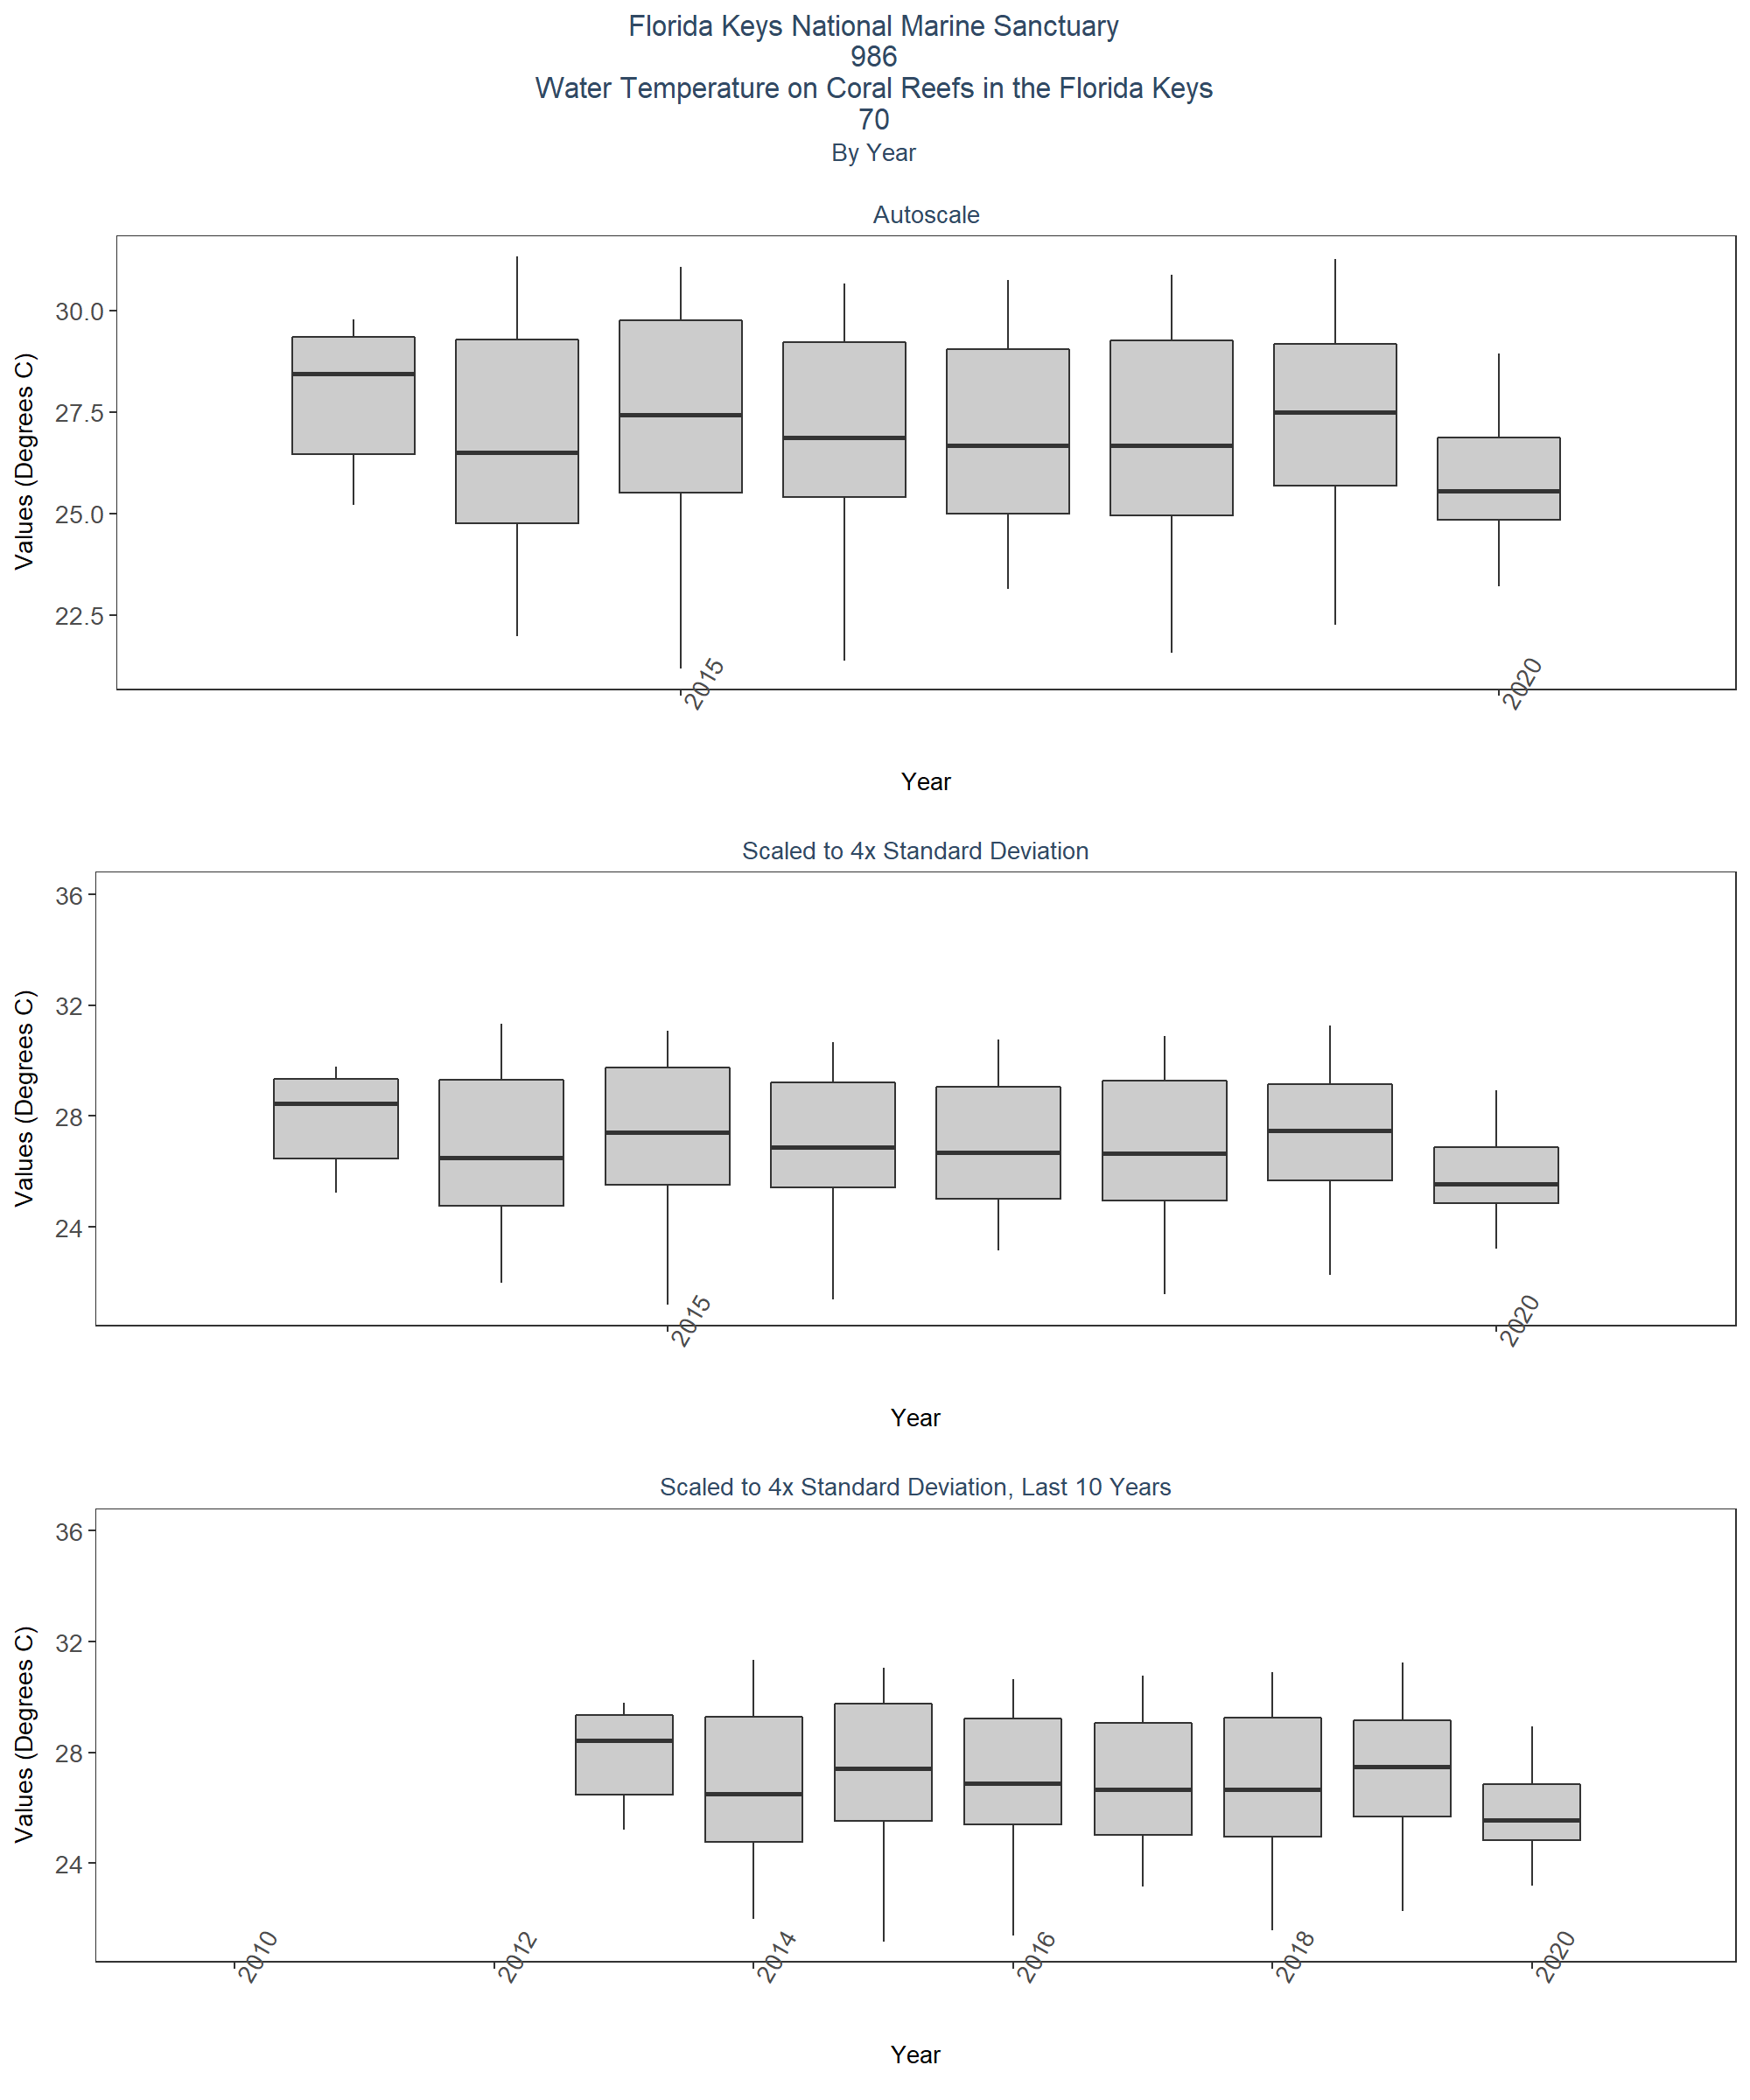 Florida Keys National Marine Sanctuary
986
Water Temperature on Coral Reefs in the Florida Keys
70
By Year
Autoscale
Values (Degrees C)
30.0
27.5
25.0
22.5
2015
2020
Year
Scaled to 4x Standard Deviation
Values (Degrees C)
36
32
28
24
2015
2020
Year
Scaled to 4x Standard Deviation, Last 10 Years
Values (Degrees C)
36
32
28
24
2010
2012
2014
2016
2018
2020
Year